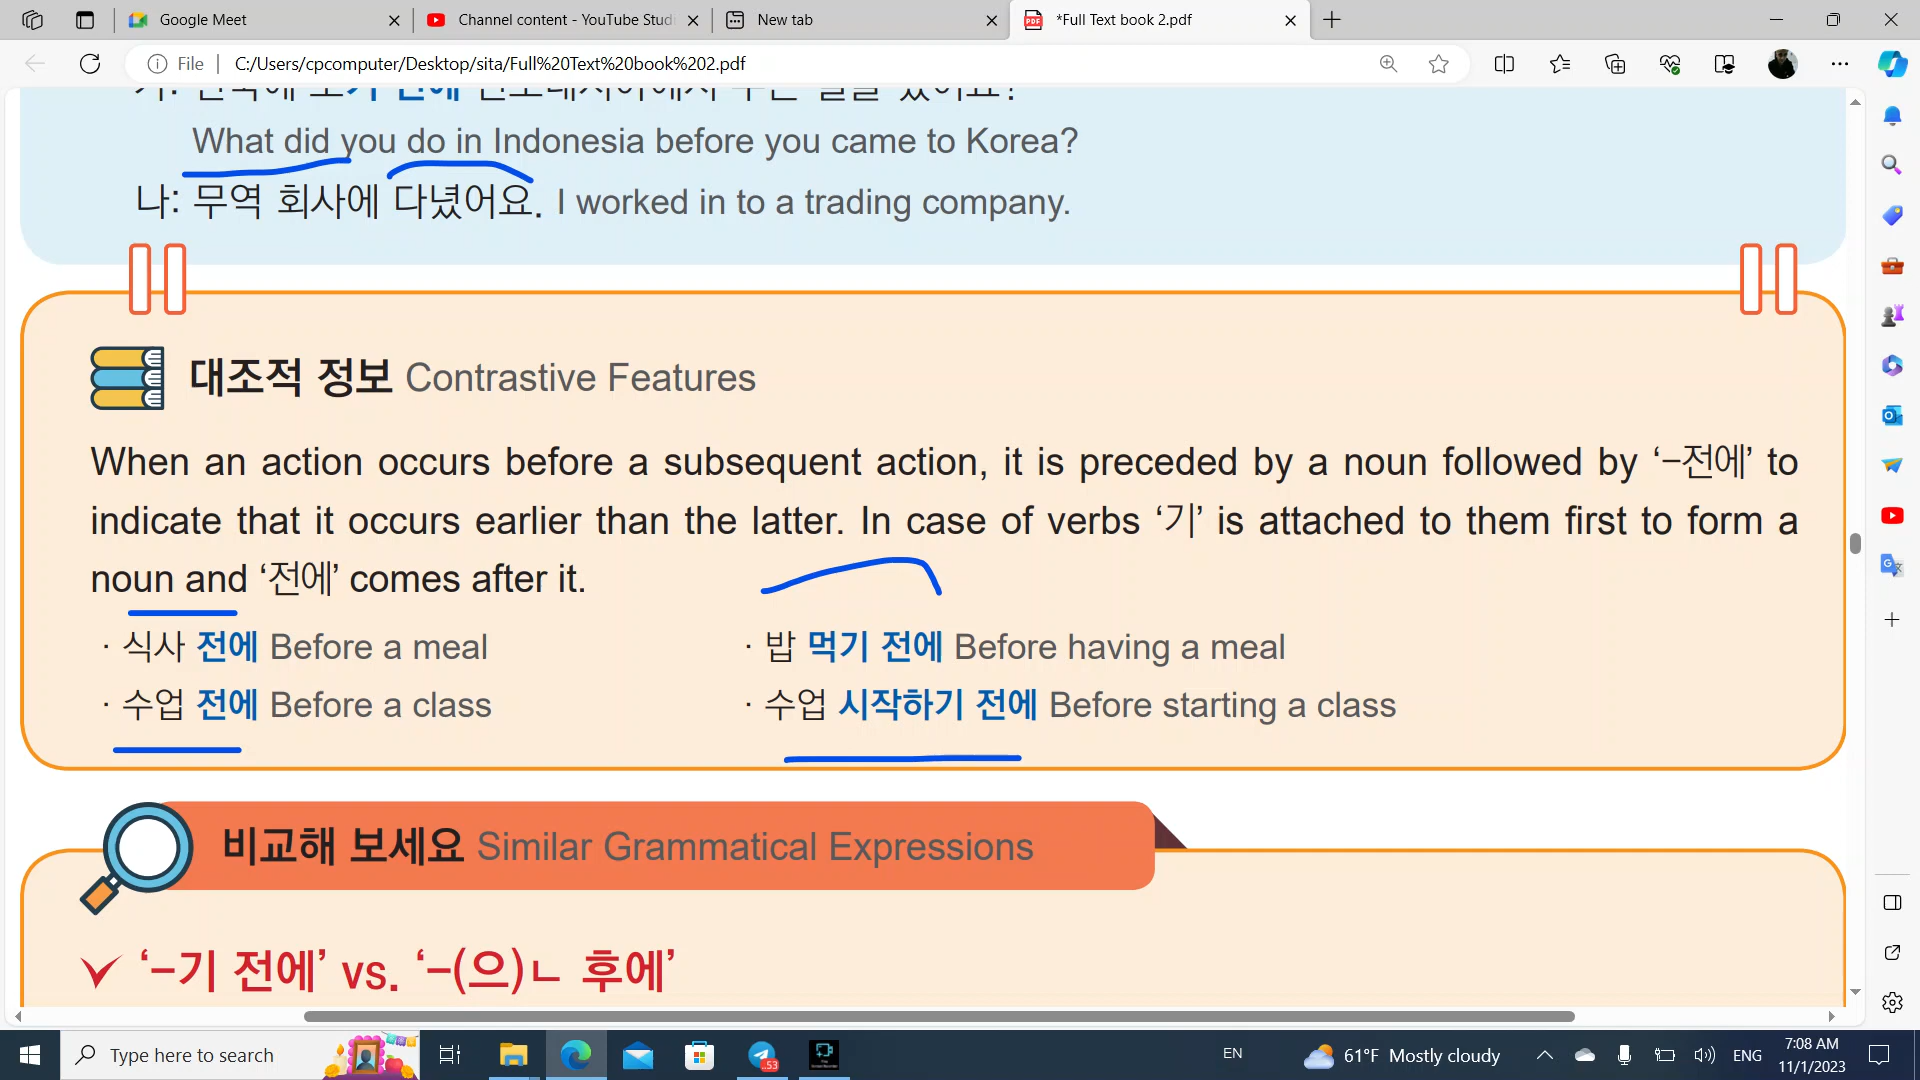 Google Meet
Channel content - YouTube Stud
New tab
*Full Text book 2.pdf
File
C:/Users/cpcomputer/Desktop/sita/Full%20Text%20book%202.pdf
What did you do in Indonesia before you came to Korea?
나: 무역 회사에 다녔어요. I worked in to a trading company.
대조적 정보 Contrastive Features
When an action occurs before a subsequent action, it is preceded by a noun followed by ‘–전에’ to
indicate that it occurs earlier than the latter. In case of verbs ‘기’ is attached to them first to form a
noun and ‘전에’ comes after it.
· 식사 전에 Before a meal
· 밥 먹기 전에 Before having a meal
· 수업 전에 Before a class
· 수업 시작하기 전에 Before starting a class
비교해 보세요 Similar Grammatical Expressions
‘–기 전에’ vs. ‘–(으)ㄴ 후에’
Type here to search
.53
EN
61°F Mostly cloudy
ENG
7:08 AM
11/1/2023